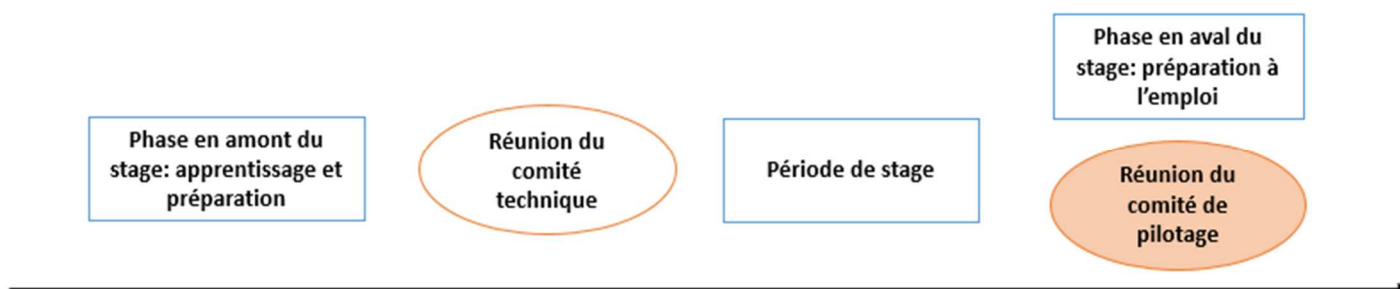 Phase en amont du
stage: apprentissage et
préparation
Réunion du
comité
technique
Période de stage
Phase en aval du
stage: préparation à
l'emploi
Réunion du
comité de
pilotage